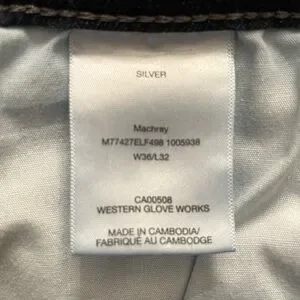 SILVER
Machray
M77427ELF498 1005938
W36/L32
CA00508
WESTERN GLOVE WORKS
MADE IN CAMBODIA/
FABRIQUÉ AU CAMBODGE